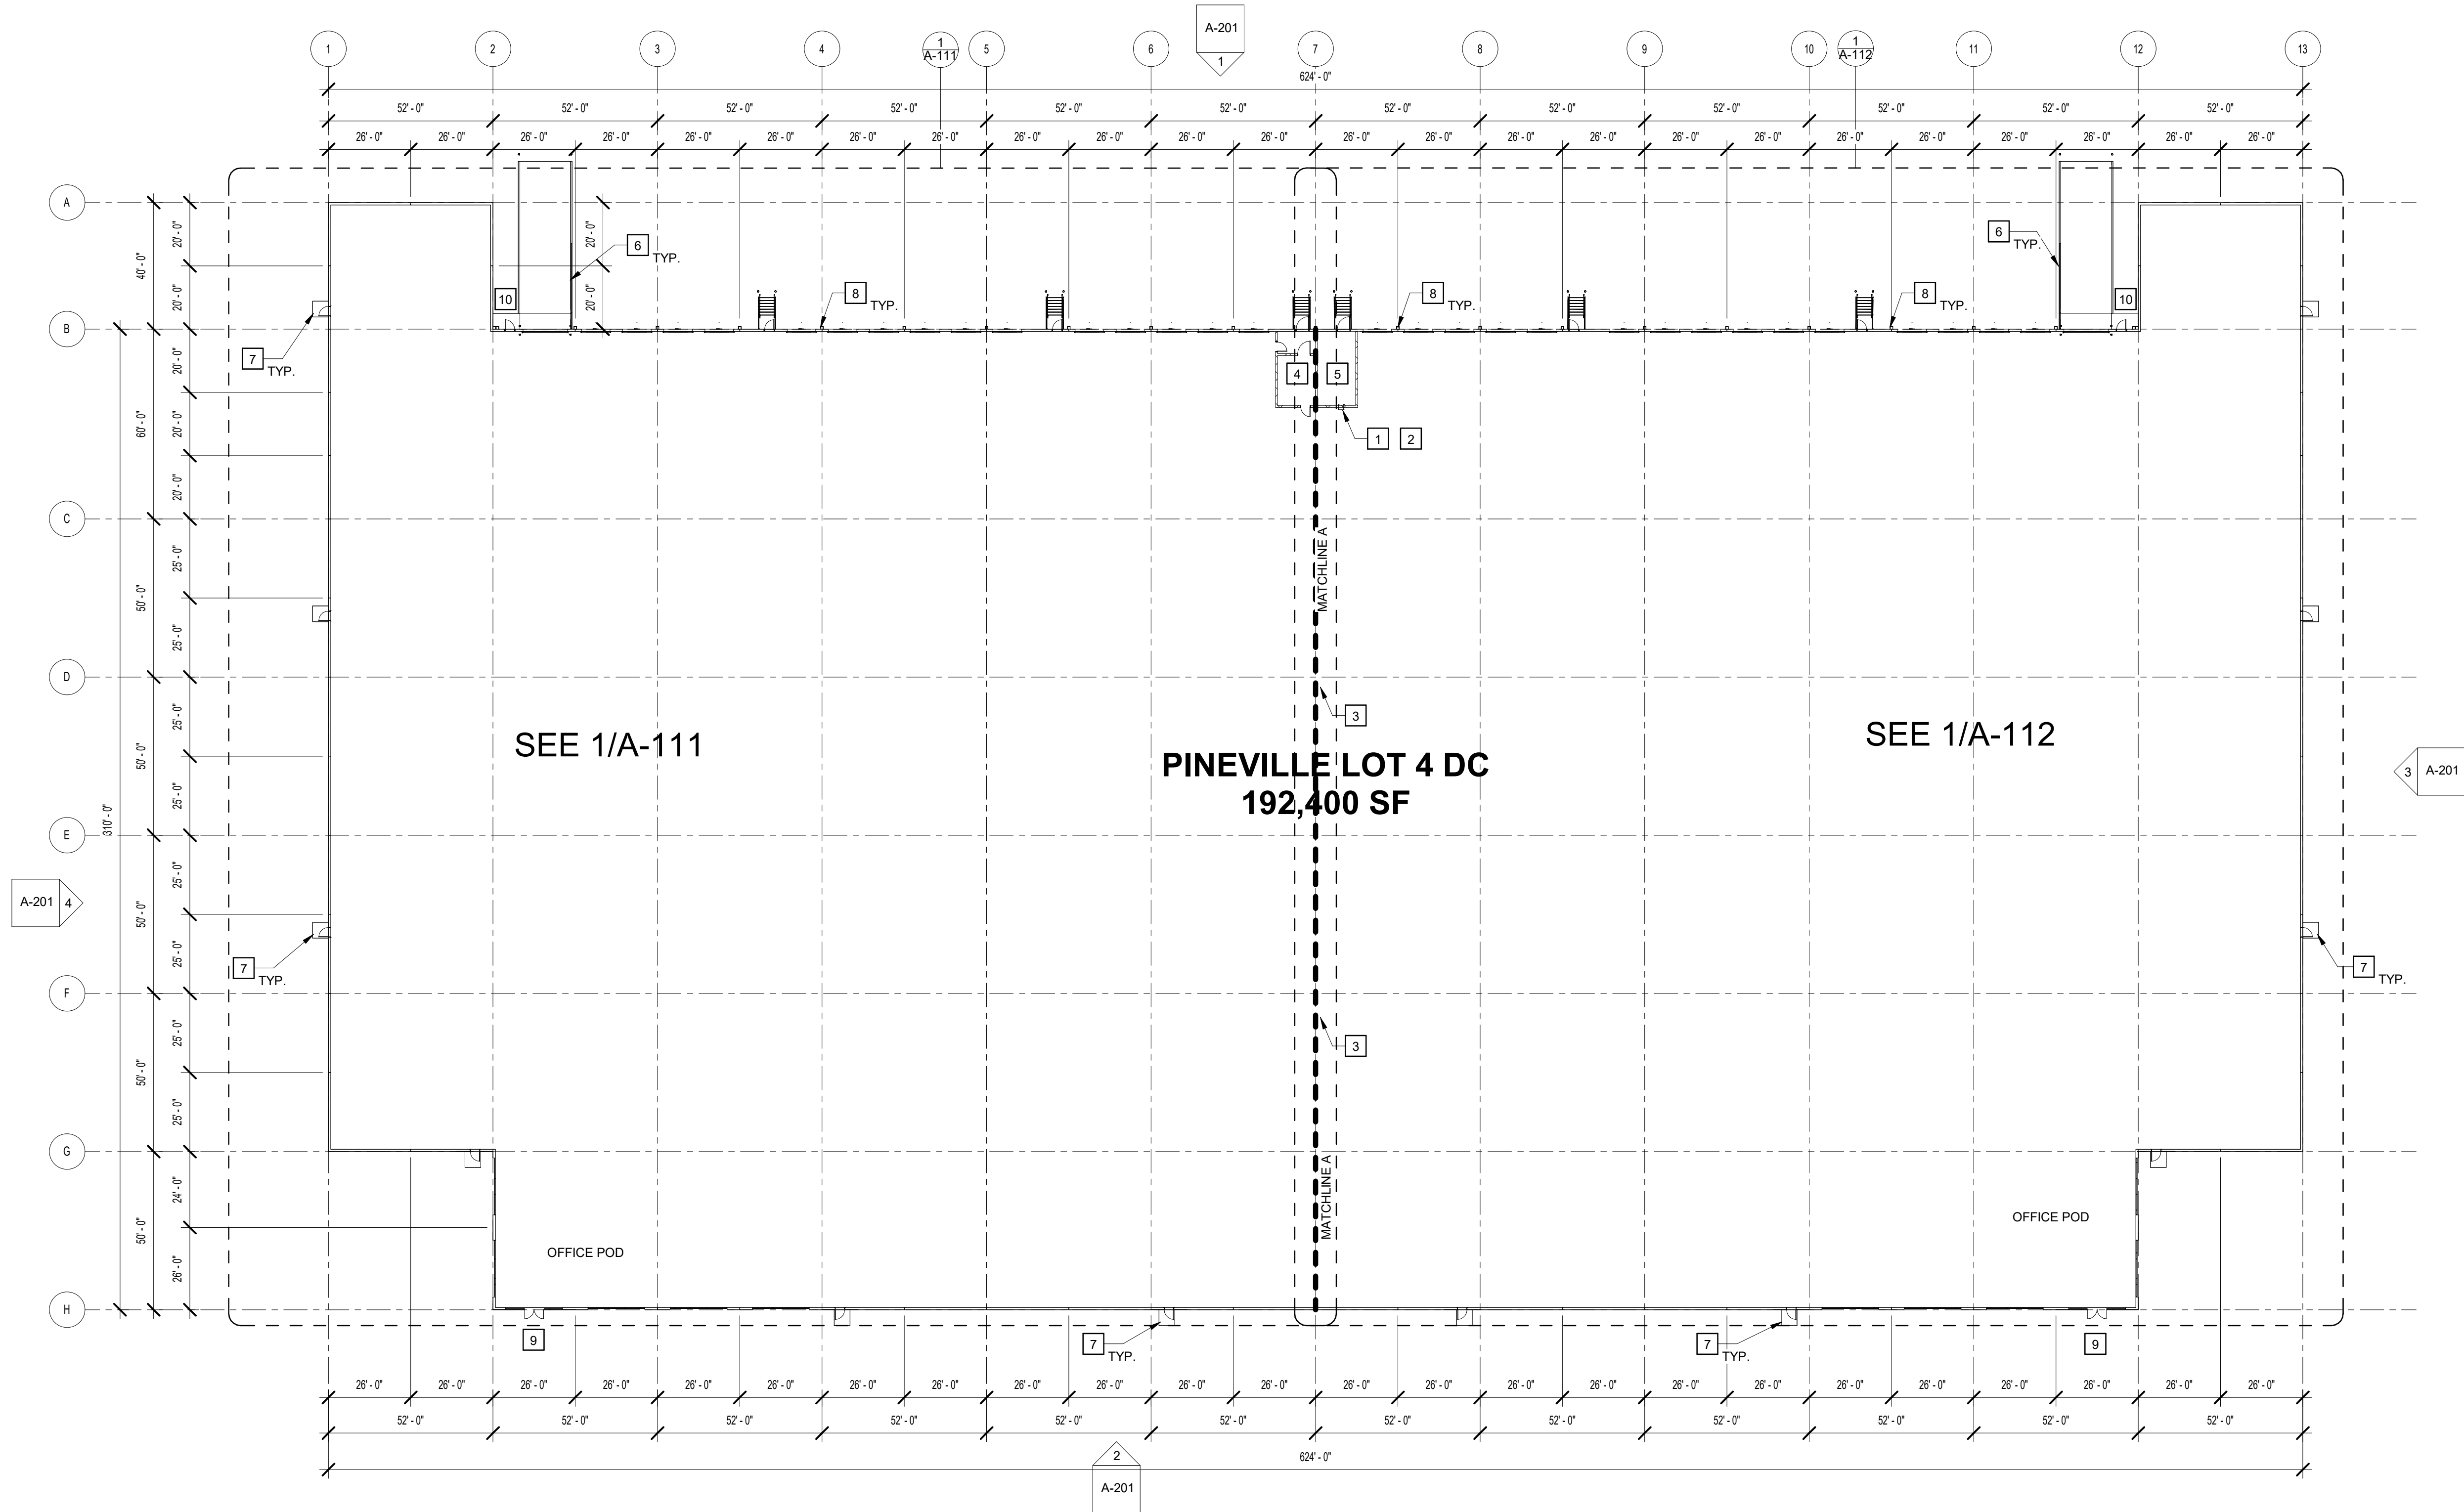 A-201
1
1 2 3 4 1 5 6 7 8 9 10 1 11 12 13
A-111 A-112
624' - 0"
52' - 0" 52' - 0" 52' - 0" 52' - 0" 52' - 0" 52' - 0" 52' - 0" 52' - 0" 52' - 0" 52' - 0" 52' - 0" 52' - 0"
26' - 0" 26' - 0" 26' - 0" 26' - 0" 26' - 0" 26' - 0" 26' - 0" 26' - 0" 26' - 0" 26' - 0" 26' - 0" 26' - 0" 26' - 0" 26' - 0" 26' - 0" 26' - 0" 26' - 0" 26' - 0" 26' - 0" 26' - 0" 26' - 0" 26' - 0" 26' - 0" 26' - 0"
A
B
C
D
E
F
G
H
310' - 0"
40' - 0"
60' - 0"
50' - 0"
50' - 0"
50' - 0"
50' - 0"
50' - 0"
20' - 0"
20' - 0"
20' - 0"
20' - 0"
20' - 0"
25' - 0"
25' - 0"
25' - 0"
25' - 0"
25' - 0"
25' - 0"
25' - 0"
25' - 0"
24' - 0"
26' - 0"
20' - 0"
20' - 0"
6
TYP.
6
TYP.
10
8
TYP.
8
TYP.
8
TYP.
10
7
TYP.
4 5
1 2
MATCHLINE A
3
SEE 1/A-111
SEE 1/A-112
PINEVILLE LOT 4 DC
192,400 SF
3 A-201
A-201 4
7
TYP.
7
TYP.
3
MATCHLINE A
OFFICE POD
OFFICE POD
9
7
TYP.
7
TYP.
9
26' - 0" 26' - 0" 26' - 0" 26' - 0" 26' - 0" 26' - 0" 26' - 0" 26' - 0" 26' - 0" 26' - 0" 26' - 0" 26' - 0" 26' - 0" 26' - 0" 26' - 0" 26' - 0" 26' - 0" 26' - 0" 26' - 0" 26' - 0" 26' - 0" 26' - 0" 26' - 0" 26' - 0"
52' - 0" 52' - 0" 52' - 0" 52' - 0" 52' - 0" 52' - 0" 52' - 0" 52' - 0" 52' - 0" 52' - 0" 52' - 0" 52' - 0"
624' - 0"
2
A-201